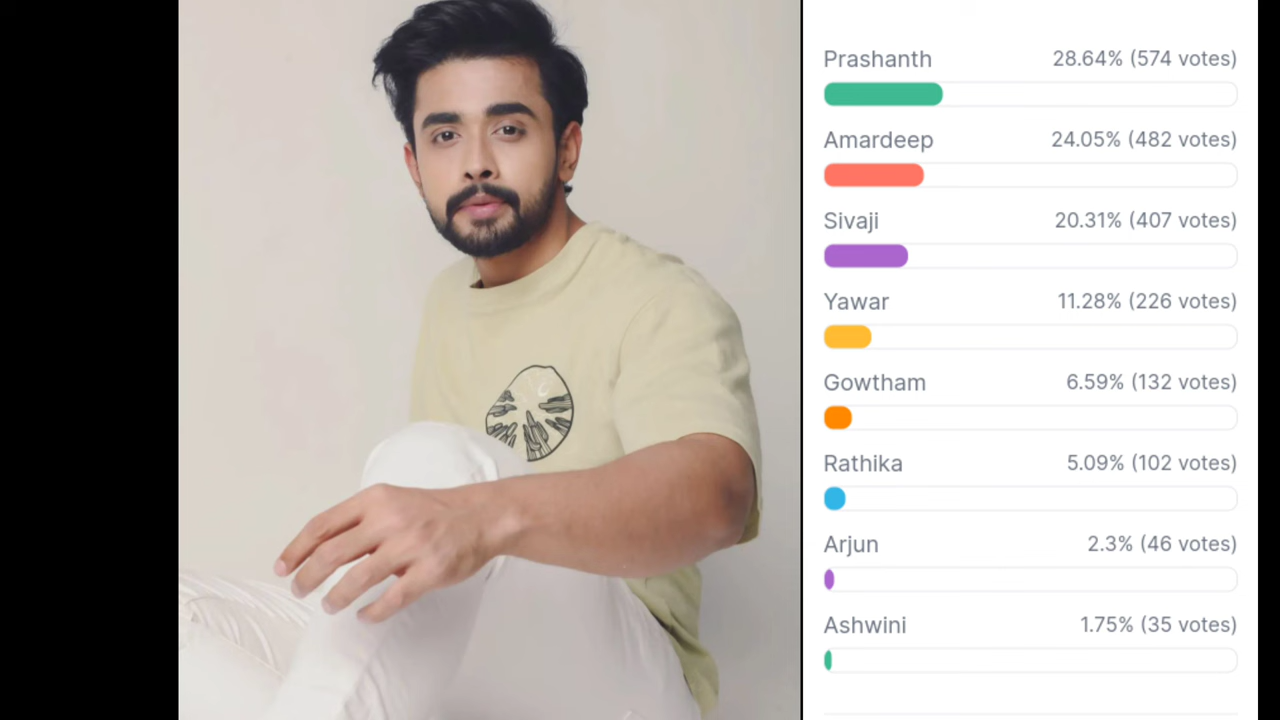 Prashanth 28.64% (574 votes)
Amardeep 24.05% (482 votes)
Sivaji 20.31% (407 votes)
Yawar 11.28% (226 votes)
Gowtham 6.59% (132 votes)
Rathika 5.09% (102 votes)
Arjun 2.3% (46 votes)
Ashwini 1.75% (35 votes)